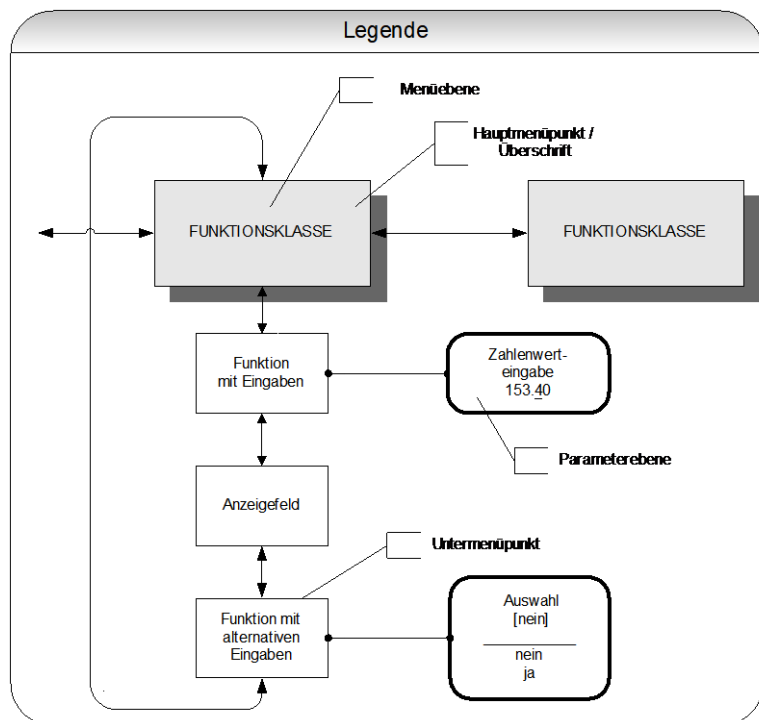 Legende
Menüebene
Hauptmenüpunkt /
Überschrift
FUNKTIONSKLASSE
FUNKTIONSKLASSE
Funktion
mit Eingaben
Zahlenwert-
eingabe
153.40
Parameterebene
Anzeigefeld
Untermenüpunkt
Funktion mit
alternativen
Eingaben
Auswahl
[nein]
nein
ja